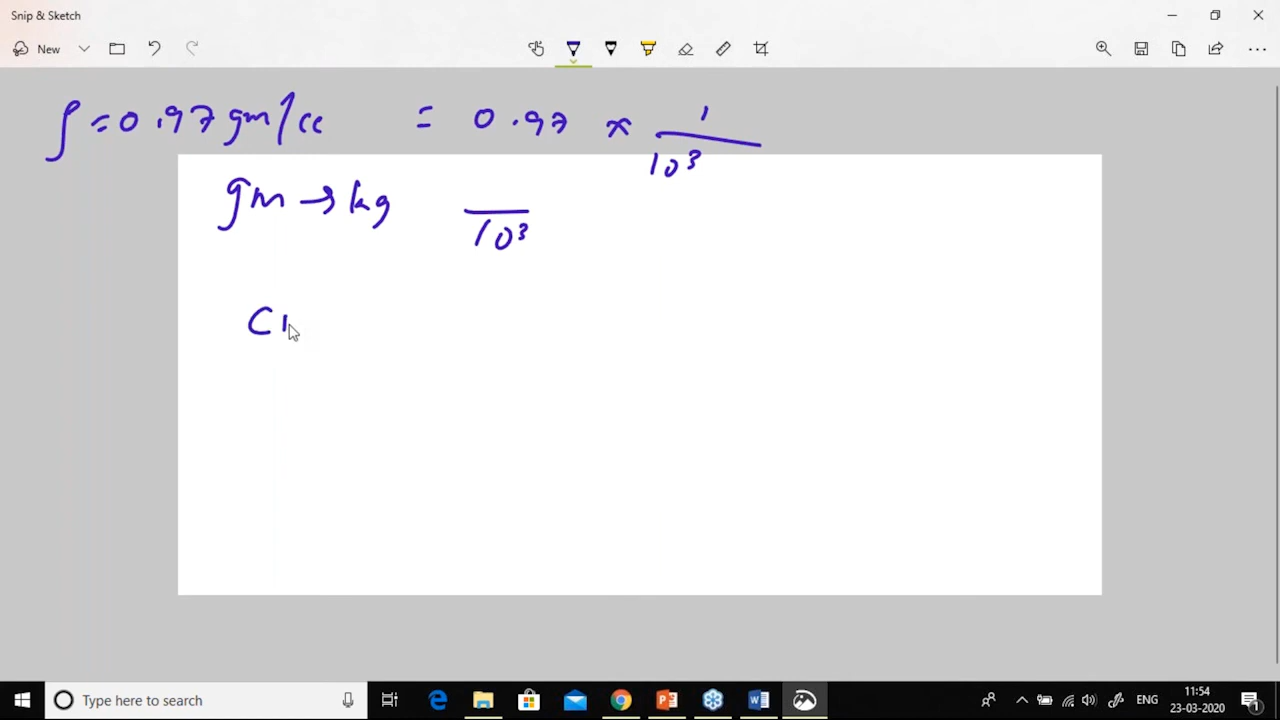 Snip & Sketch
New
ρ = 0.97 gm/cc = 0.97 × 1/10³
gm → kg /10³
Type here to search
ENG
11:54
23-03-2020
1